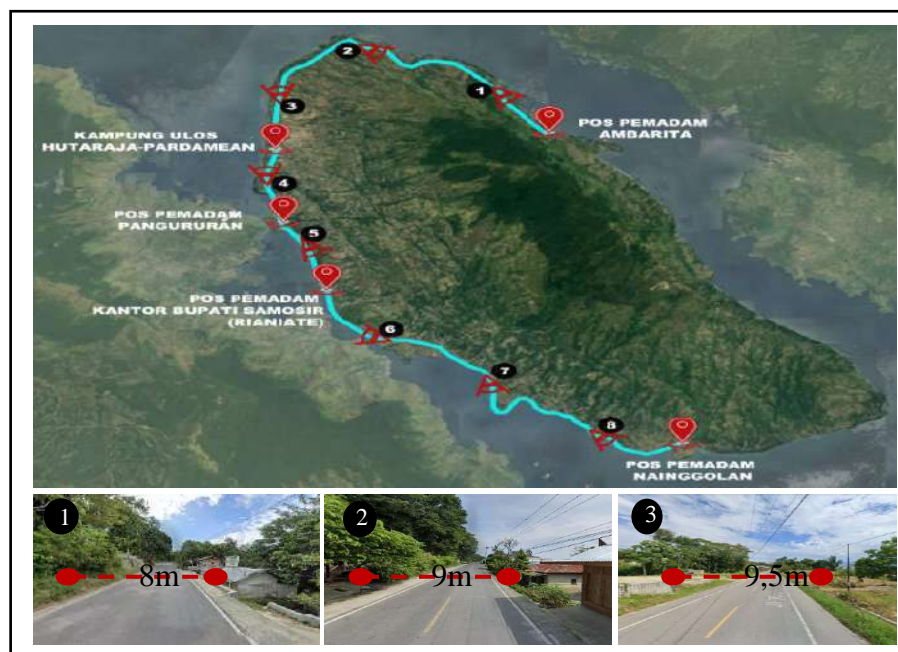 2
1
3
POS PEMADAM
AMBARITA
KAMPUNG ULOS
HUTARAJA-PARDAMEAN
4
POS PEMADAM
PANGURURAN
5
POS PEMADAM
KANTOR BUPATI SAMOSIR
(RIANIATE)
6
7
8
POS PEMADAM
NAINGGOLAN
1
8m
2
9m
3
9,5m